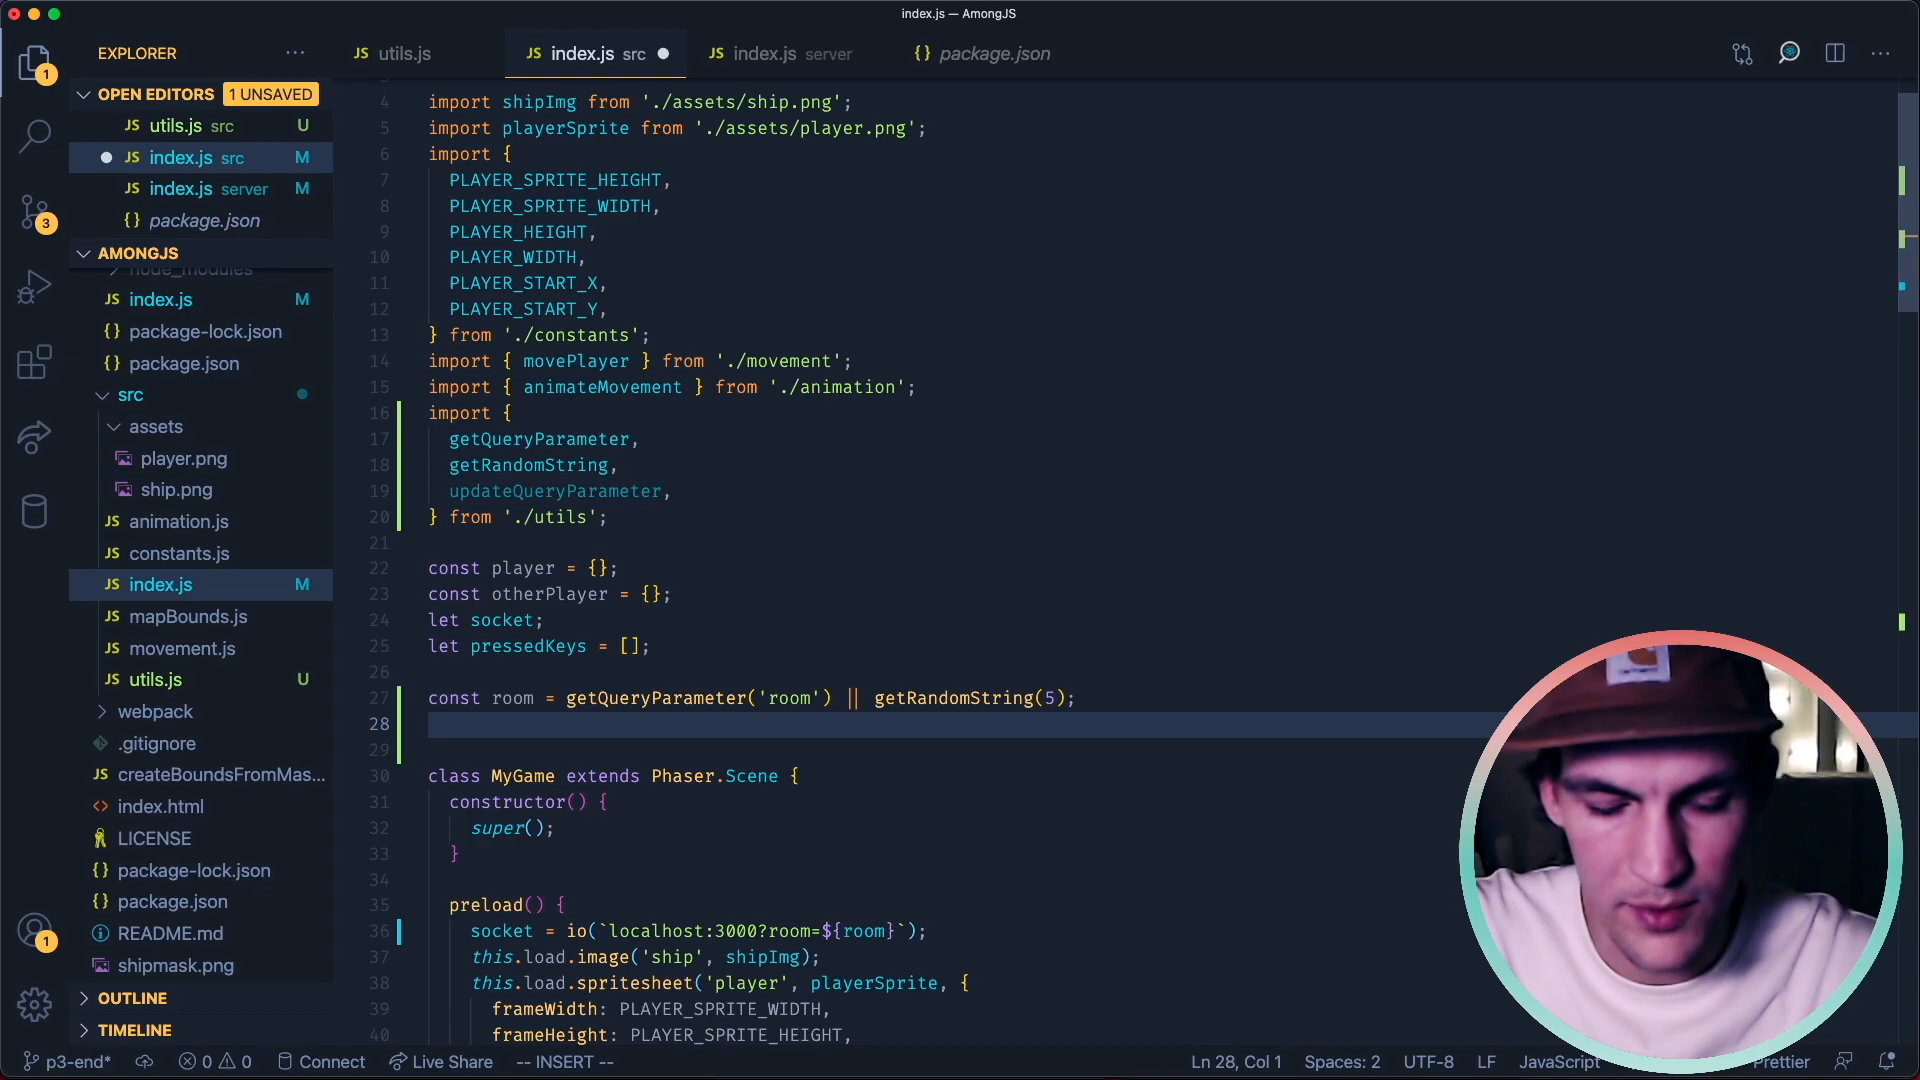 index.js — AmongJS
EXPLORER
OPEN EDITORS
1 UNSAVED
JS utils.js src U
JS index.js src M
JS index.js server M
{} package.json
AMONGJS
node_modules
JS index.js M
{} package-lock.json
{} package.json
src
assets
player.png
ship.png
JS animation.js
JS constants.js
JS index.js M
JS mapBounds.js
JS movement.js
JS utils.js U
webpack
.gitignore
JS createBoundsFromMas...
<> index.html
LICENSE
{} package-lock.json
{} package.json
README.md
shipmask.png
OUTLINE
TIMELINE
1
3
1
JS utils.js
JS index.js src
JS index.js server
{} package.json
4 import shipImg from './assets/ship.png';
5 import playerSprite from './assets/player.png';
6 import {
7 PLAYER_SPRITE_HEIGHT,
8 PLAYER_SPRITE_WIDTH,
9 PLAYER_HEIGHT,
10 PLAYER_WIDTH,
11 PLAYER_START_X,
12 PLAYER_START_Y,
13 } from './constants';
14 import { movePlayer } from './movement';
15 import { animateMovement } from './animation';
16 import {
17 getQueryParameter,
18 getRandomString,
19 updateQueryParameter,
20 } from './utils';
21
22 const player = {};
23 const otherPlayer = {};
24 let socket;
25 let pressedKeys = [];
26
27 const room = getQueryParameter('room') || getRandomString(5);
28
29
30 class MyGame extends Phaser.Scene {
31 constructor() {
32 super();
33 }
34
35 preload() {
36 socket = io(`localhost:3000?room=${room}`);
37 this.load.image('ship', shipImg);
38 this.load.spritesheet('player', playerSprite, {
39 frameWidth: PLAYER_SPRITE_WIDTH,
40 frameHeight: PLAYER_SPRITE_HEIGHT,
p3-end* 0 0 Connect Live Share -- INSERT -- Ln 28, Col 1 Spaces: 2 UTF-8 LF JavaScript Prettier